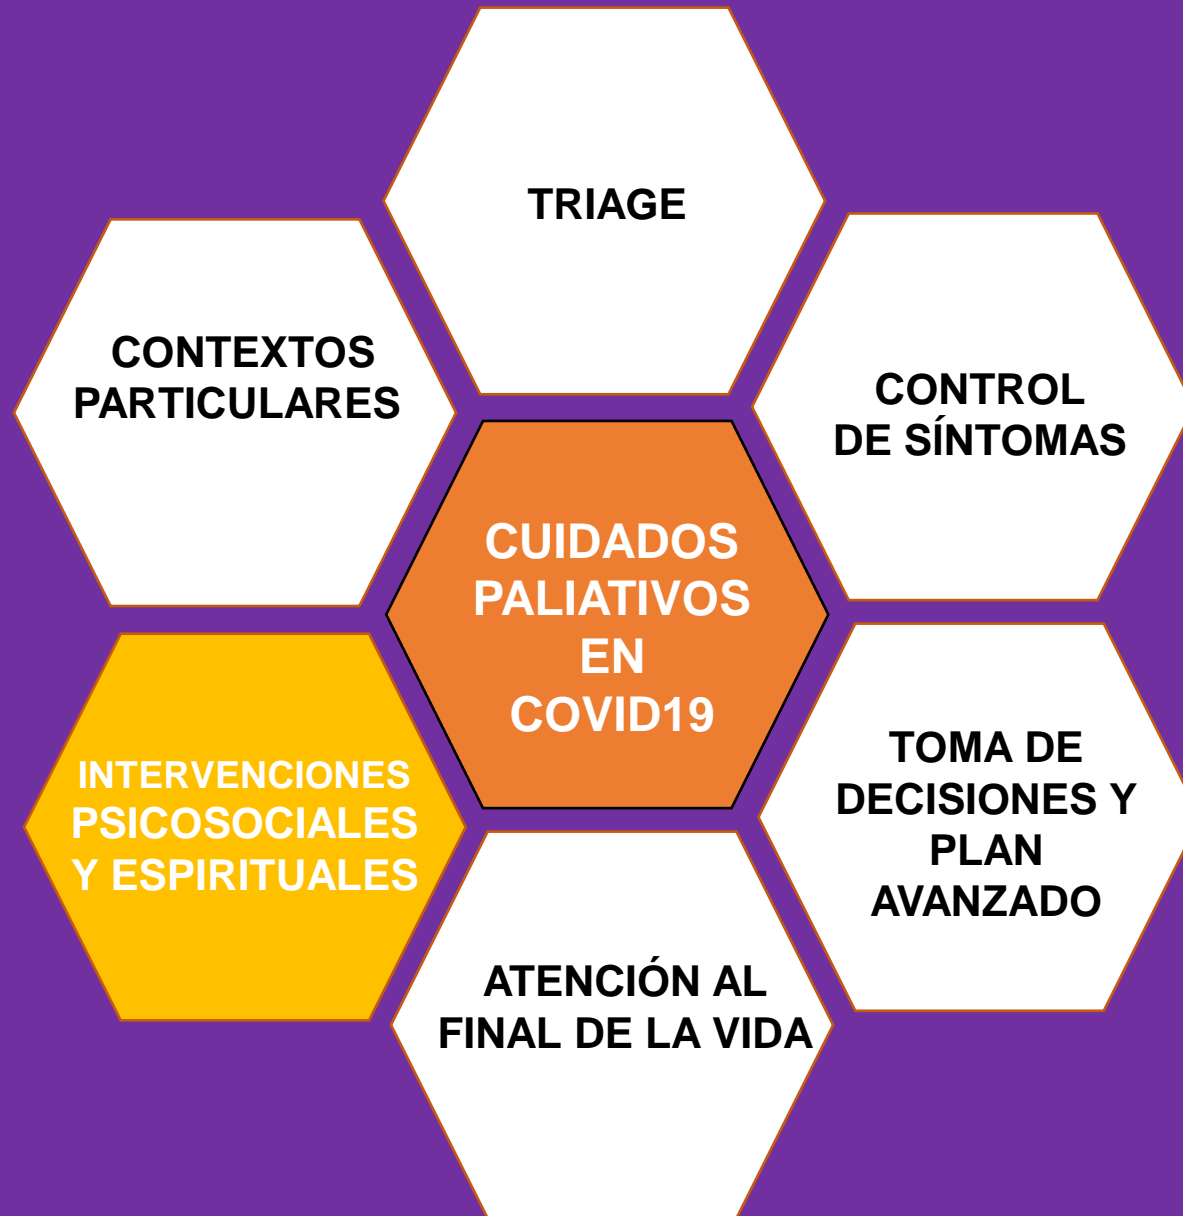 TRIAGE
CONTEXTOS
PARTICULARES
CONTROL
DE SÍNTOMAS
CUIDADOS
PALIATIVOS
EN
COVID19
INTERVENCIONES
PSICOSOCIALES
Y ESPIRITUALES
TOMA DE
DECISIONES Y
PLAN
AVANZADO
ATENCIÓN AL
FINAL DE LA VIDA